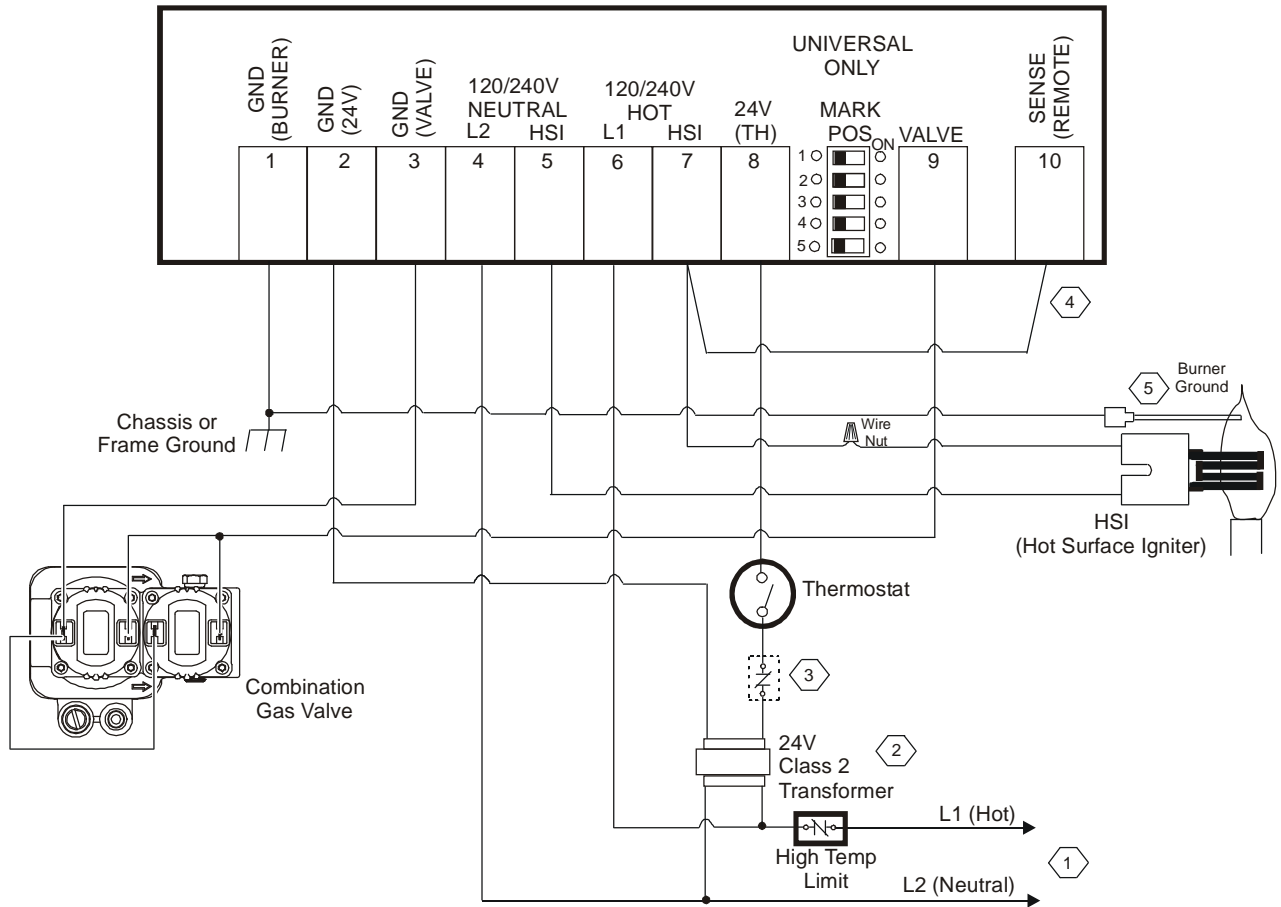 UNIVERSAL
ONLY
GND
(BURNER)
GND
(24V)
GND
(VALVE)
120/240V
NEUTRAL
L2 HSI
120/240V
HOT
L1 HSI
24V
(TH)
MARK
POS
ON
VALVE
SENSE
(REMOTE)
1 2 3 4 5 6 7 8 9 10
1
2
3
4
5
4
5
Burner
Ground
Chassis or
Frame Ground
Wire
Nut
HSI
(Hot Surface Igniter)
Thermostat
3
Combination
Gas Valve
24V
Class 2
Transformer
2
L1 (Hot)
High Temp
Limit
1
L2 (Neutral)